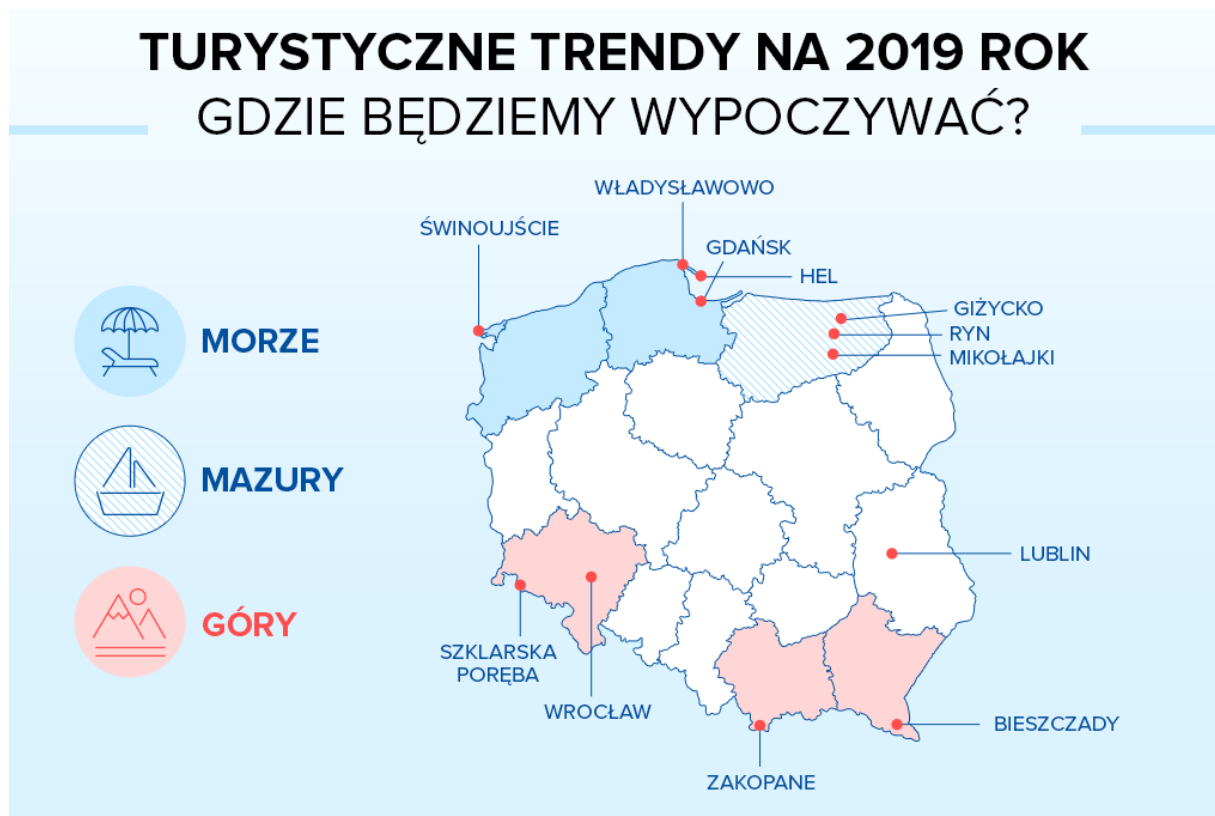 TURYSTYCZNE TRENDY NA 2019 ROK
GDZIE BĘDZIEMY WYPOCZYWAĆ?
WŁADYSŁAWOWO
ŚWINOUJŚCIE
GDAŃSK
HEL
GIŻYCKO
RYN
MIKOŁAJKI
MORZE
MAZURY
GÓRY
LUBLIN
SZKLARSKA
PORĘBA
WROCŁAW
BIESZCZADY
ZAKOPANE